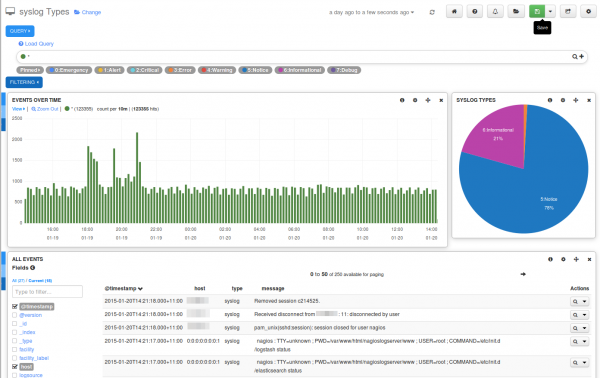 syslog Types Change
a day ago to a few seconds ago
Save
QUERY
Load Query
*
Pinned 0:Emergency 1:Alert 2:Critical 3:Error 4:Warning 5:Notice 6:Informational 7:Debug
FILTERING
EVENTS OVER TIME
View Zoom Out * (123385) count per 10m | (123385 hits)
2500
2000
1500
1000
500
0
16:00 18:00 20:00 22:00 00:00 02:00 04:00 06:00 08:00 10:00 12:00 14:00
01-19 01-19 01-19 01-19 01-20 01-20 01-20 01-20 01-20 01-20 01-20 01-20
SYSLOG TYPES
6:Informational
21%
5:Notice
78%
ALL EVENTS
Fields
All (27) / Current (18)
Type to filter...
@timestamp
@version
_id
_index
_type
facility
facility_label
host
logsource
0 to 50 of 250 available for paging
@timestamp host type message Actions
2015-01-20T14:21:18.000+11:00 syslog Removed session c214525.
2015-01-20T14:21:18.000+11:00 syslog Received disconnect from : 11: disconnected by user
2015-01-20T14:21:18.000+11:00 syslog pam_unix(sshd:session): session closed for user nagios
2015-01-20T14:21:17.000+11:00 0:0:0:0:0:0:0:1 syslog nagios : TTY=unknown ; PWD=/var/www/html/nagioslogserver/www ; USER=root ; COMMAND=/etc/init.d
/logstash status
2015-01-20T14:21:17.000+11:00 0:0:0:0:0:0:0:1 syslog nagios : TTY=unknown ; PWD=/var/www/html/nagioslogserver/www ; USER=root ; COMMAND=/etc/init.d
/elasticsearch status